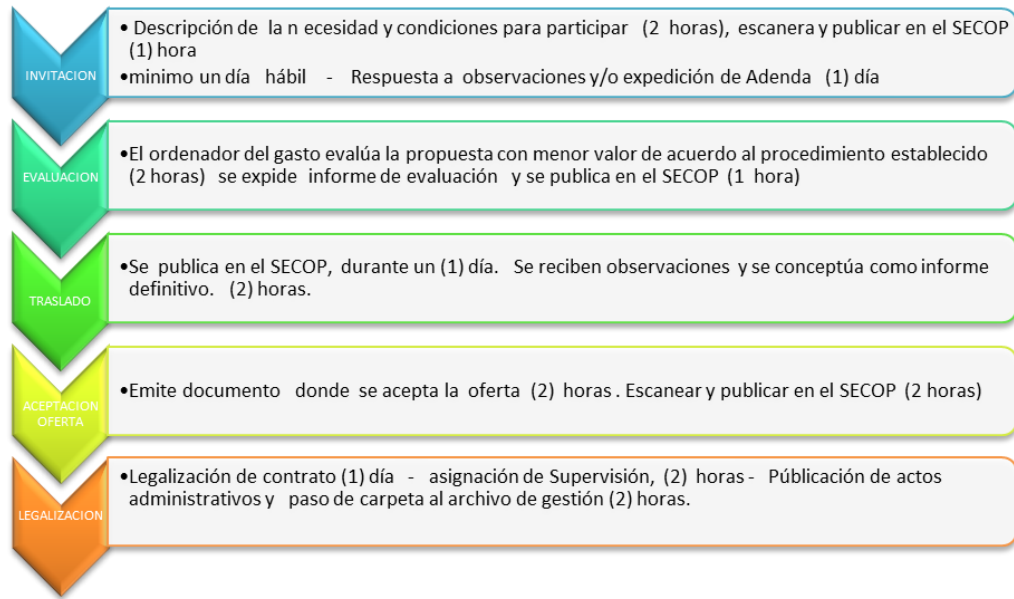 INVITACION
• Descripción de la n ecesidad y condiciones para participar (2 horas), escanera y publicar en el SECOP
(1) hora
•minimo un día hábil - Respuesta a observaciones y/o expedición de Adenda (1) día
EVALUACION
•El ordenador del gasto evalúa la propuesta con menor valor de acuerdo al procedimiento establecido
(2 horas) se expide informe de evaluación y se publica en el SECOP (1 hora)
TRASLADO
•Se publica en el SECOP, durante un (1) día. Se reciben observaciones y se conceptúa como informe
definitivo. (2) horas.
ACEPTACION
OFERTA
•Emite documento donde se acepta la oferta (2) horas . Escanear y publicar en el SECOP (2 horas)
LEGALIZACION
•Legalización de contrato (1) día - asignación de Supervisión, (2) horas - Públicación de actos
administrativos y paso de carpeta al archivo de gestión (2) horas.